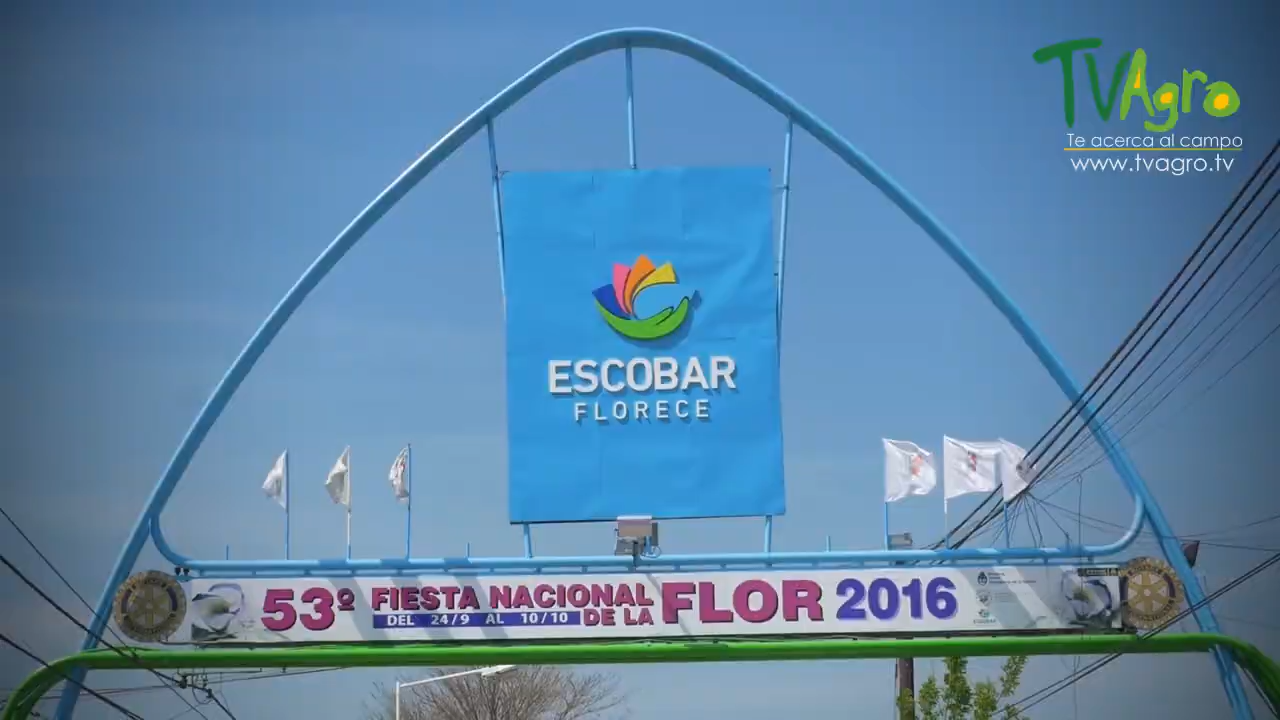 TVAgro
Te acerca al campo
www.tvagro.tv
ESCOBAR
FLORECE
53º FIESTA NACIONAL DE LA FLOR 2016
DEL 24/9 AL 10/10